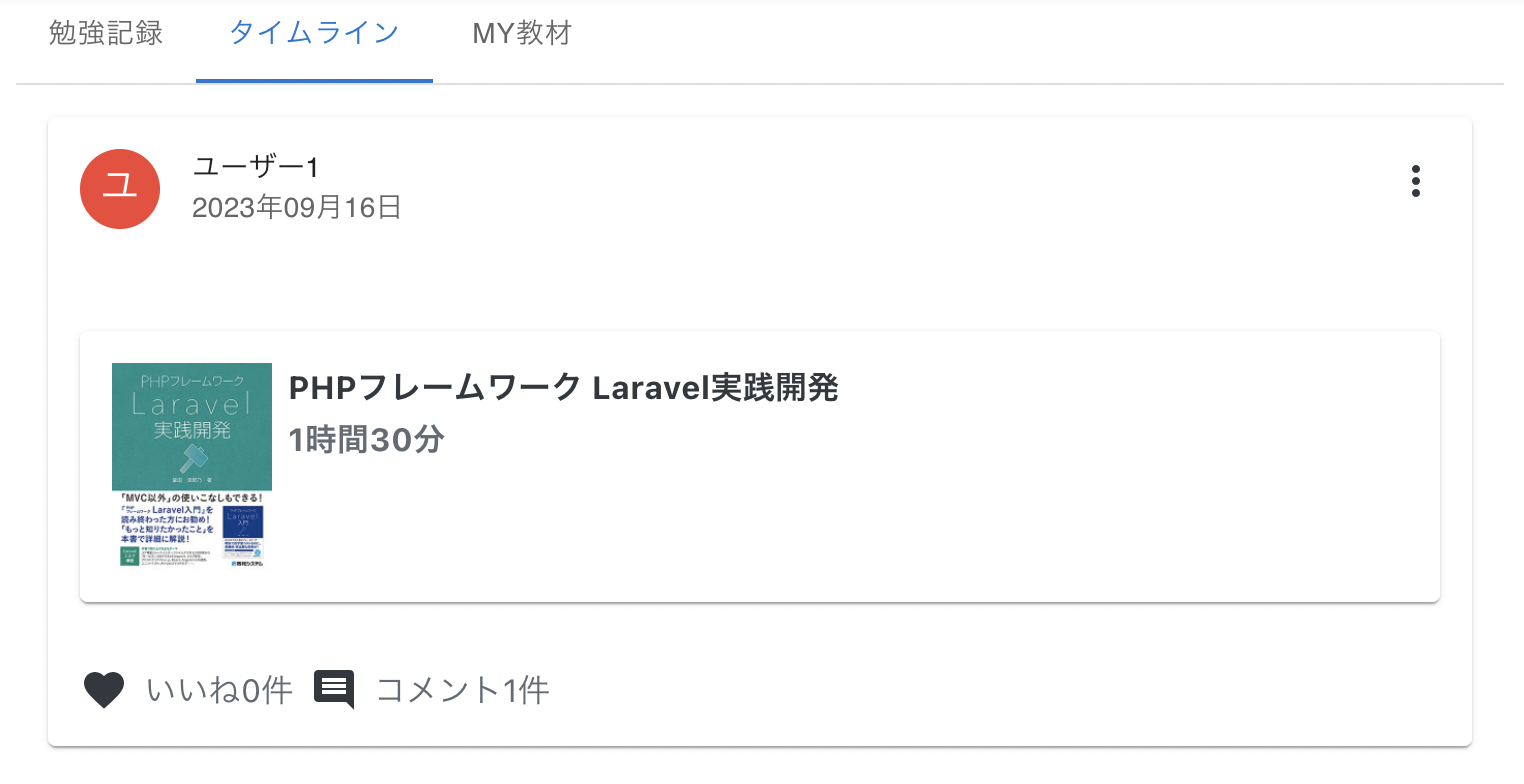 勉強記録
タイムライン
MY教材
ユ
ユーザー1
2023年09月16日
PHPフレームワーク Laravel実践開発
1時間30分
PHPフレームワーク
Laravel
実践開発
「MVC以外」の使いこなしもできる!
『PHPフレームワーク Laravel入門』を
読み終わった方にお勧め!
「もっと知りたかったこと」を
本書で詳細に解説!
いいね0件
コメント1件